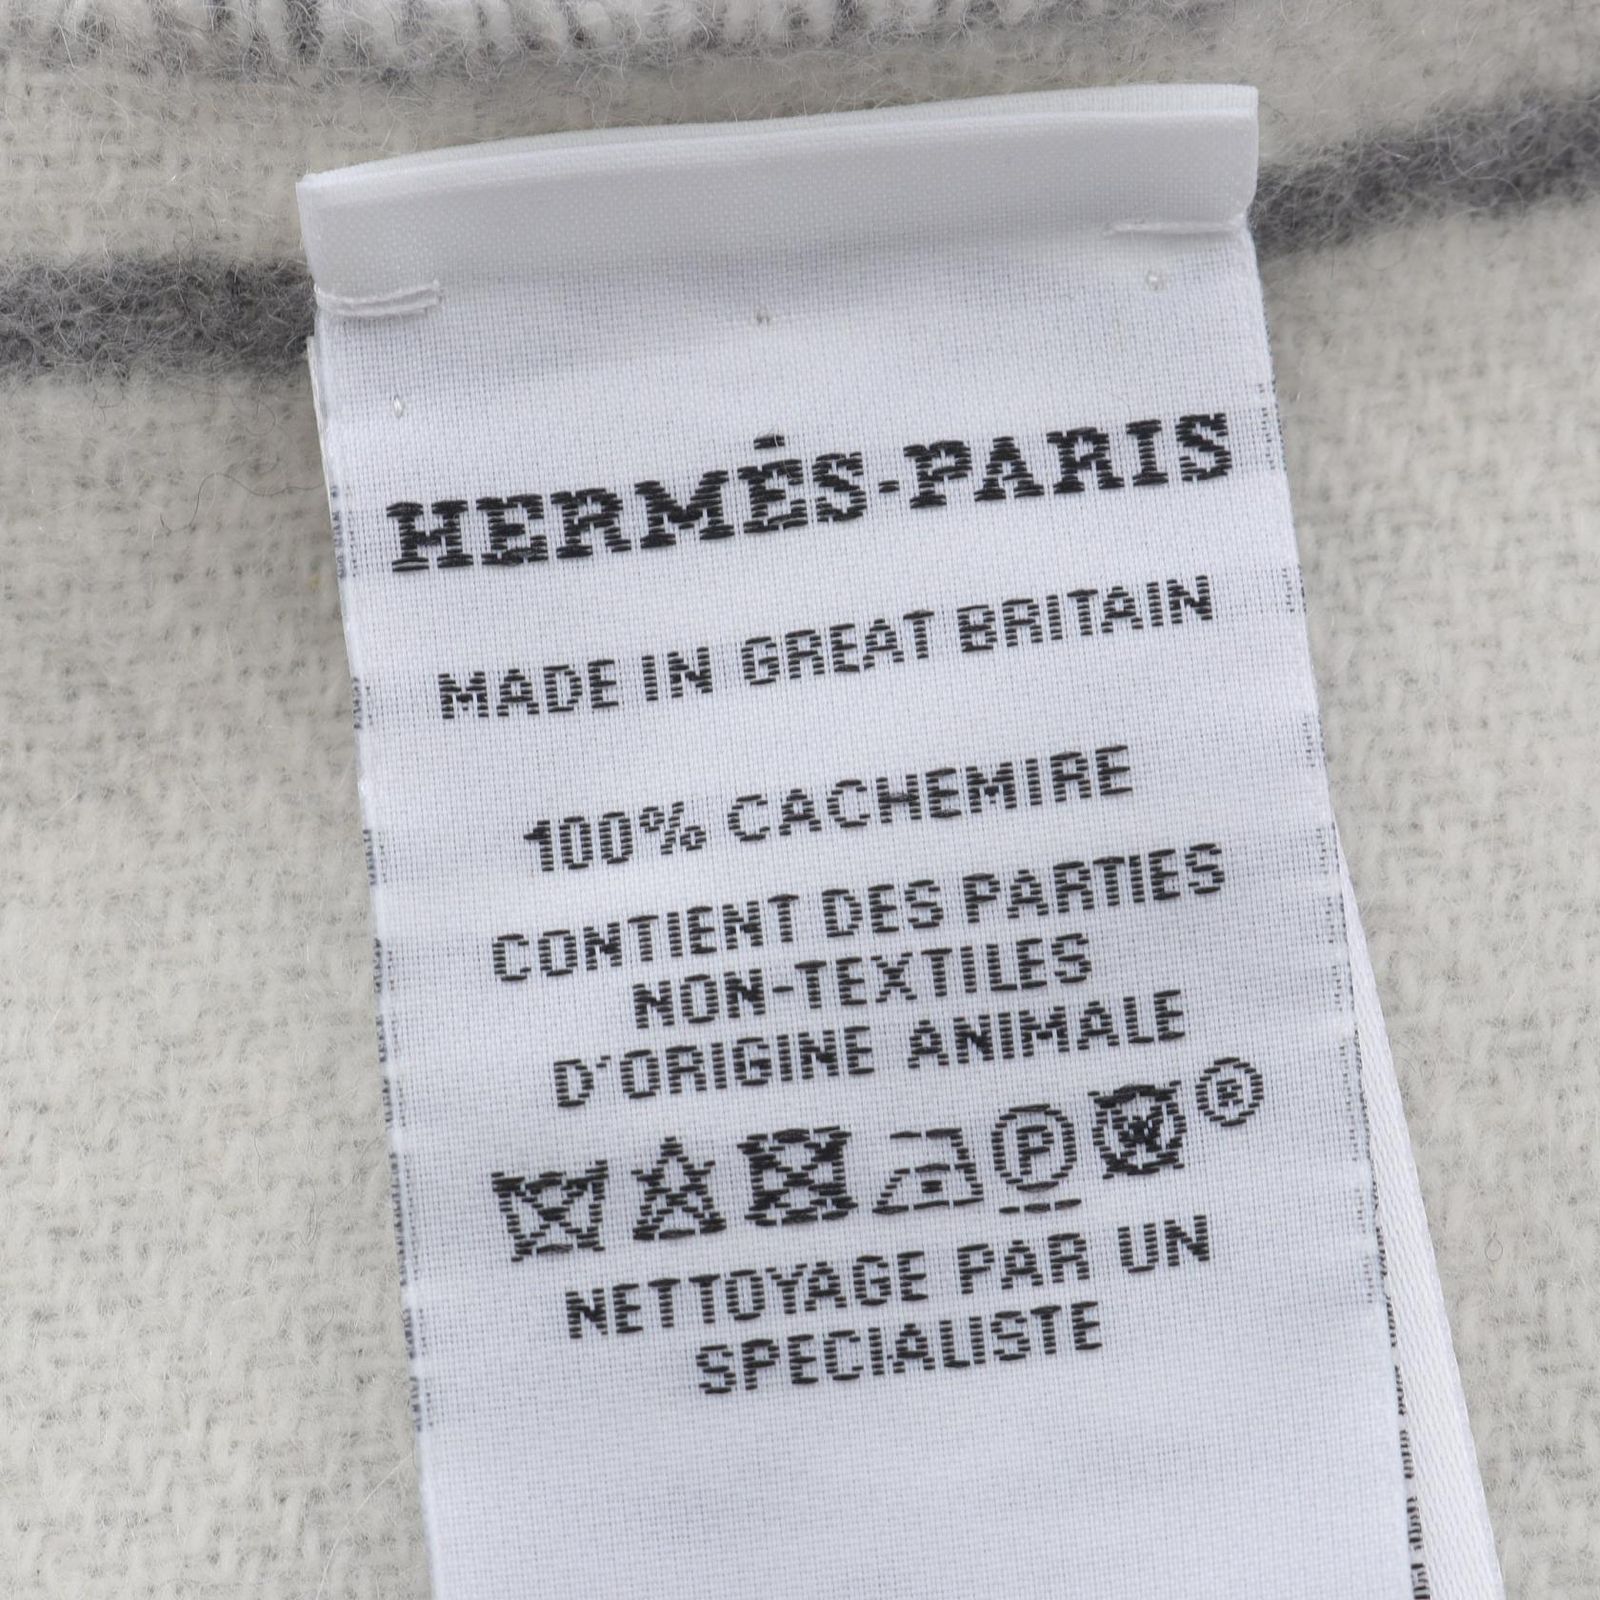 HERMÈS-PARIS
MADE IN GREAT BRITAIN
100% CACHEMIRE
CONTIENT DES PARTIES
NON-TEXTILES
D'ORIGINE ANIMALE
P W ®
NETTOYAGE PAR UN
SPECIALISTE